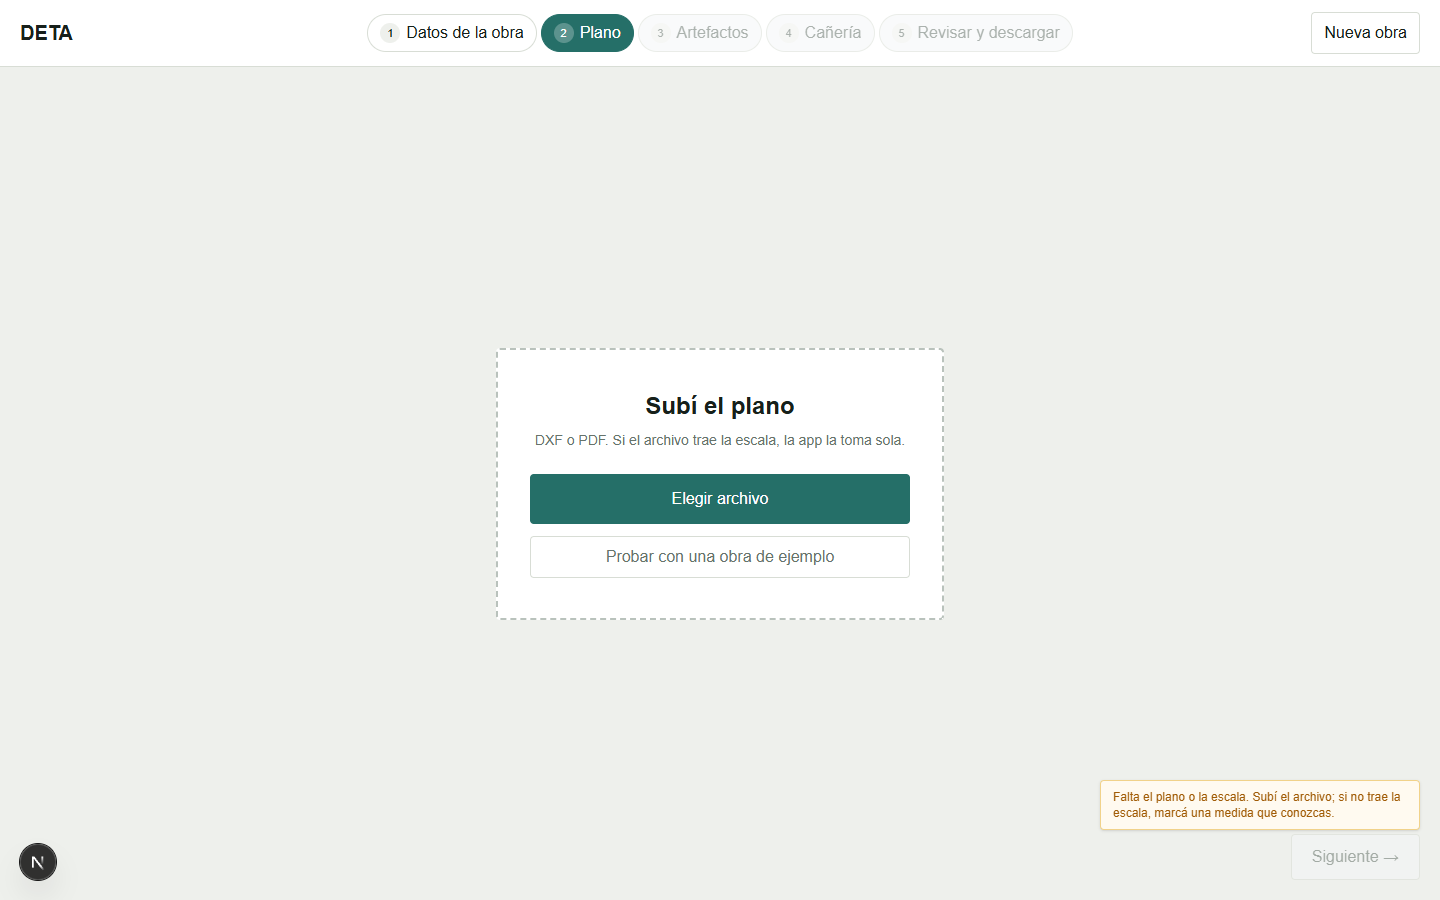 DETA
1 Datos de la obra
2 Plano
3 Artefactos
4 Cañería
5 Revisar y descargar
Nueva obra
Subí el plano
DXF o PDF. Si el archivo trae la escala, la app la toma sola.
Elegir archivo
Probar con una obra de ejemplo
Falta el plano o la escala. Subí el archivo; si no trae la
escala, marcá una medida que conozcas.
N
Siguiente →